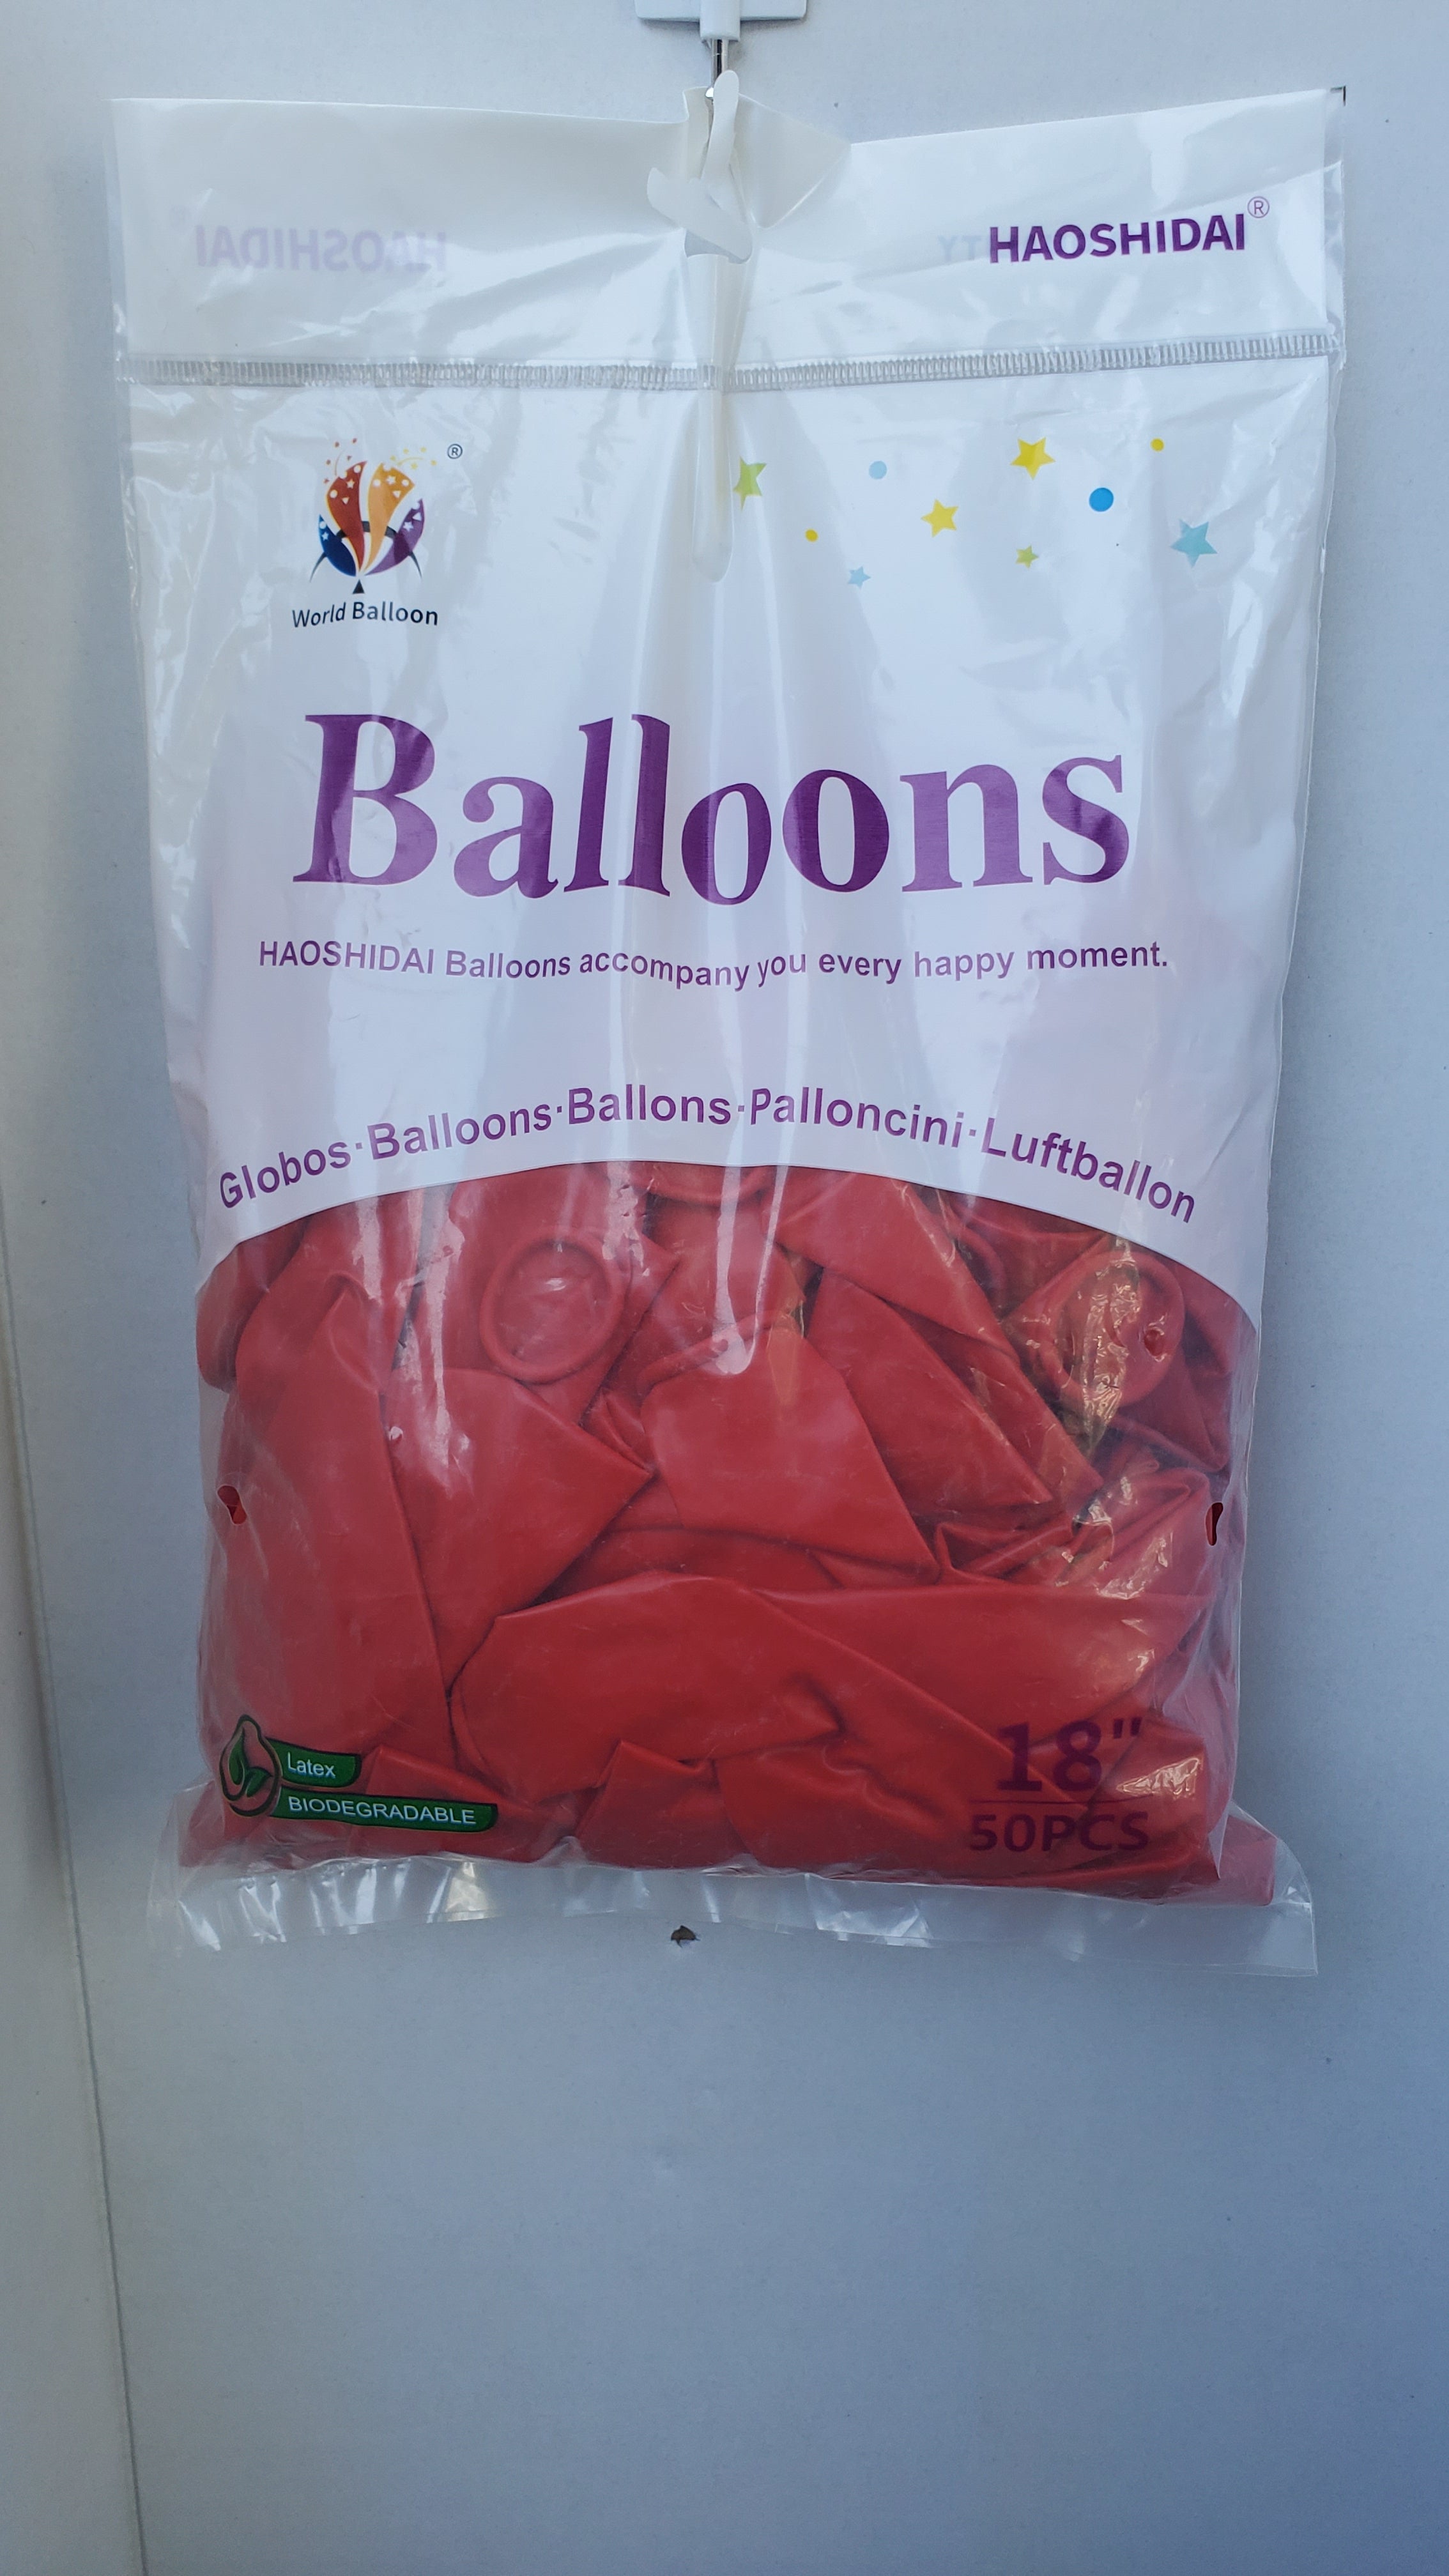 HAOSHIDAI®
HAOSHIDAI
®
World Balloon
Balloons
HAOSHIDAI Balloons accompany you every happy moment.
Globos·Balloons·Ballons·Palloncini·Luftballon
Latex
BIODEGRADABLE
18"
50PCS